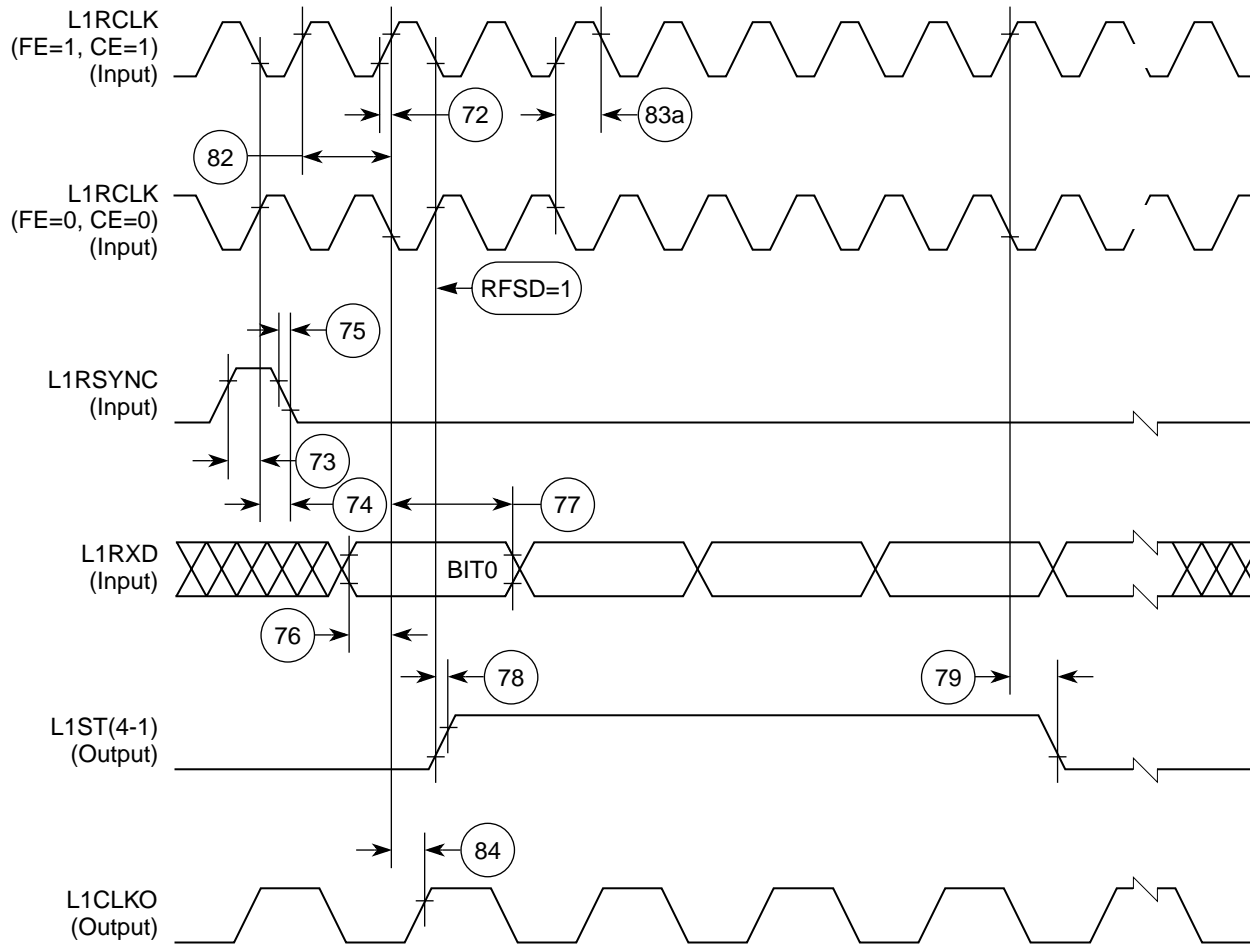 L1RCLK
(FE=1, CE=1)
(Input)
72
83a
82
L1RCLK
(FE=0, CE=0)
(Input)
RFSD=1
75
L1RSYNC
(Input)
73
74
77
L1RXD
(Input)
BIT0
76
78
79
L1ST(4-1)
(Output)
84
L1CLKO
(Output)